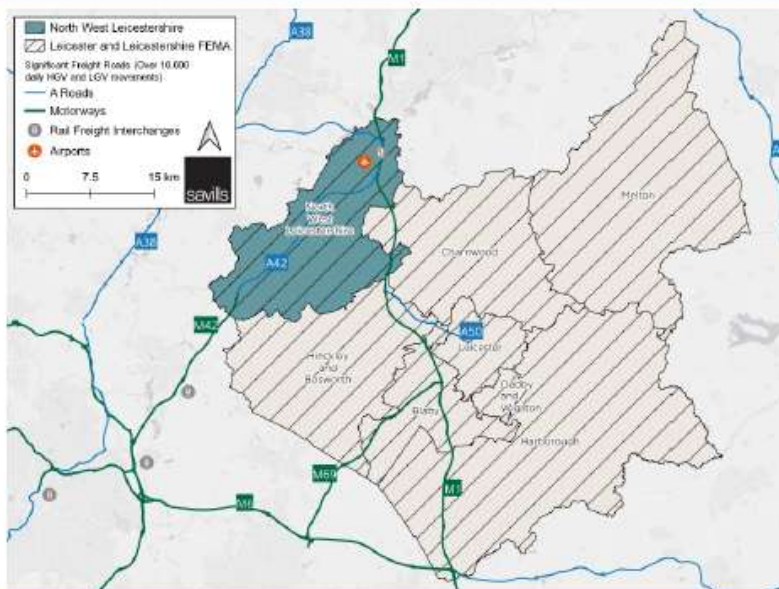 North West Leicestershire
Leicester and Leicestershire FEMA
Significant Freight Roads (Over 10,000
daily HGV and LGV movements)
A Roads
Motorways
Rail Freight Interchanges
Airports
0 7.5 15 km
savills
A38
M1
North
West
Leicestershire
Melton
A38
Charnwood
A42
M42
A50
Leicester
Hinckley
and
Bosworth
Oadby
and
Wigston
Blaby
Harborough
M69
M6
M1